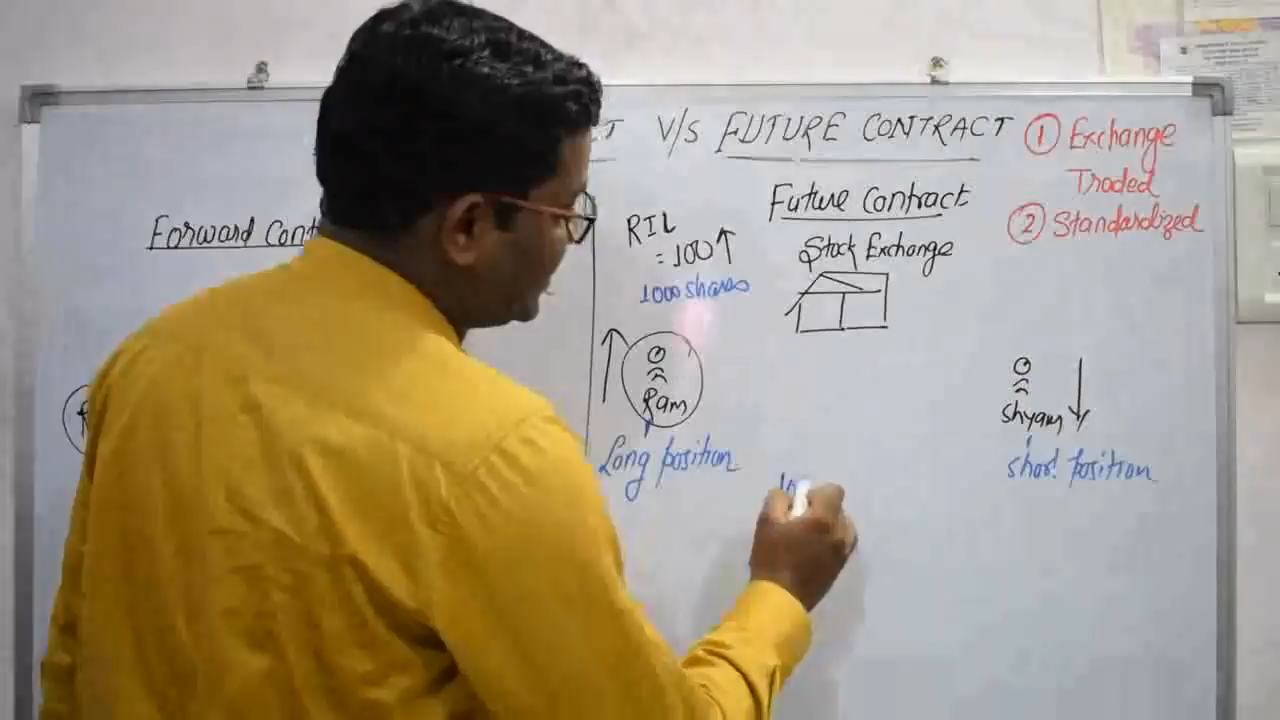 V/S FUTURE CONTRACT
Forward Cont
RIL
= 100 ↑
1000 shares
Ram
Long position
Future Contract
Stock Exchange
① Exchange
Traded
② Standardized
Shyam
short position
10